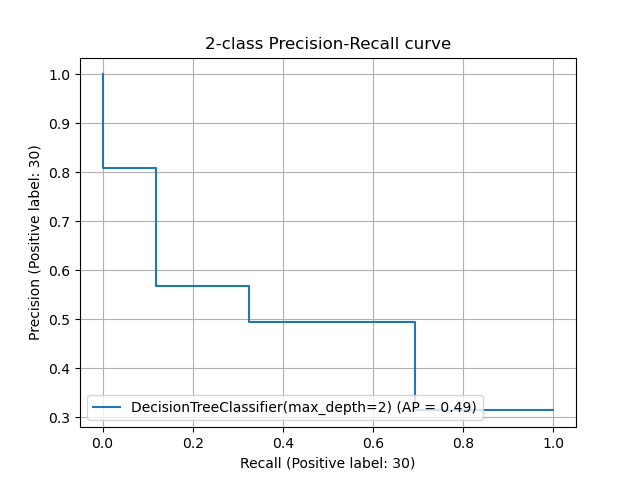 2-class Precision-Recall curve
1.0
0.9
0.8
0.7
0.6
0.5
0.4
0.3
Precision (Positive label: 30)
DecisionTreeClassifier(max_depth=2) (AP = 0.49)
0.0 0.2 0.4 0.6 0.8 1.0
Recall (Positive label: 30)